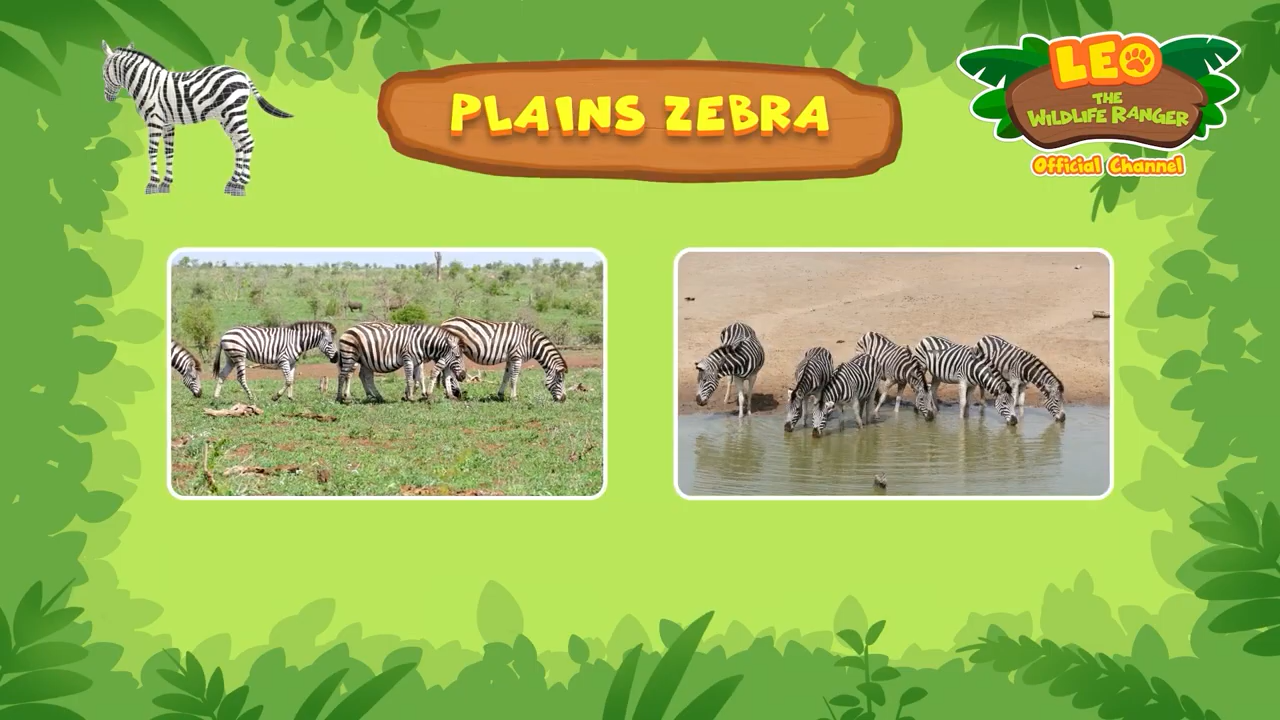 PLAINS ZEBRA
LEO
THE
WILDLIFE RANGER
Official Channel